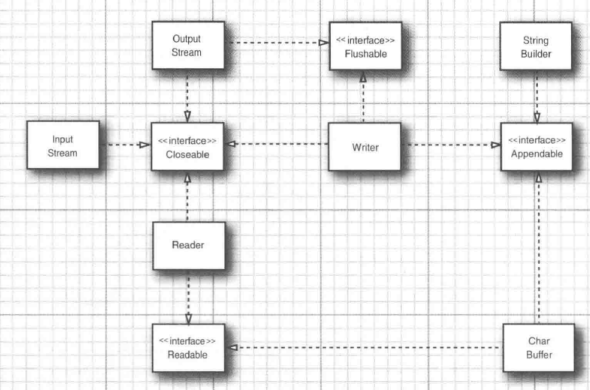 Output
Stream
<<interface>>
Flushable
String
Builder
Input
Stream
<<interface>>
Closeable
Writer
<<interface>>
Appendable
Reader
<<interface>>
Readable
Char
Buffer